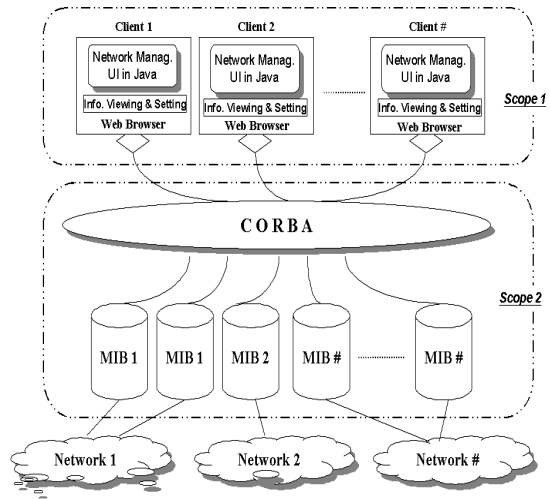 Client 1
Client 2
Client #
Network Manag.
UI in Java
Network Manag.
UI in Java
Network Manag.
UI in Java
Info. Viewing & Setting
Info. Viewing & Setting
Info. Viewing & Setting
Web Browser
Web Browser
Web Browser
Scope 1
CORBA
Scope 2
MIB 1
MIB 1
MIB 2
MIB #
MIB #
Network 1
Network 2
Network #